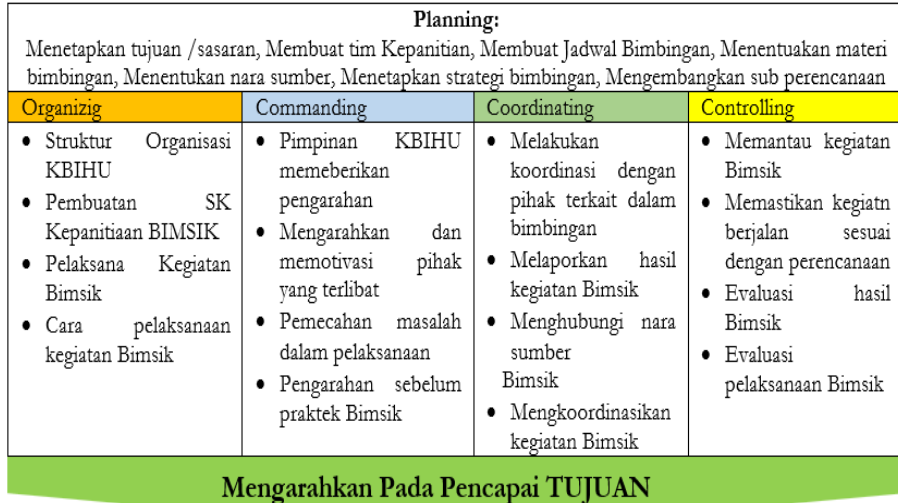 Planning:
Menetapkan tujuan /sasaran, Membuat tim Kepanitian, Membuat Jadwal Bimbingan, Menentuakan materi
bimbingan, Menentukan nara sumber, Menetapkan strategi bimbingan, Mengembangkan sub perencanaan
Organizig
• Struktur Organisasi
KBIHU
• Pembuatan SK
Kepanitiaan BIMSIK
• Pelaksana Kegiatan
Bimsik
• Cara pelaksanaan
kegiatan Bimsik
Commanding
• Pimpinan KBIHU
memeberikan
pengarahan
• Mengarahkan dan
memotivasi pihak
yang terlibat
• Pemecahan masalah
dalam pelaksanaan
• Pengarahan sebelum
praktek Bimsik
Coordinating
• Melakukan
koordinasi dengan
pihak terkait dalam
bimbingan
• Melaporkan hasil
kegiatan Bimsik
• Menghubungi nara
sumber
Bimsik
• Mengkoordinasikan
kegiatan Bimsik
Controlling
• Memantau kegiatan
Bimsik
• Memastikan kegiatn
berjalan sesuai
dengan perencanaan
• Evaluasi hasil
Bimsik
• Evaluasi
pelaksanaan Bimsik
Mengarahkan Pada Pencapai TUJUAN